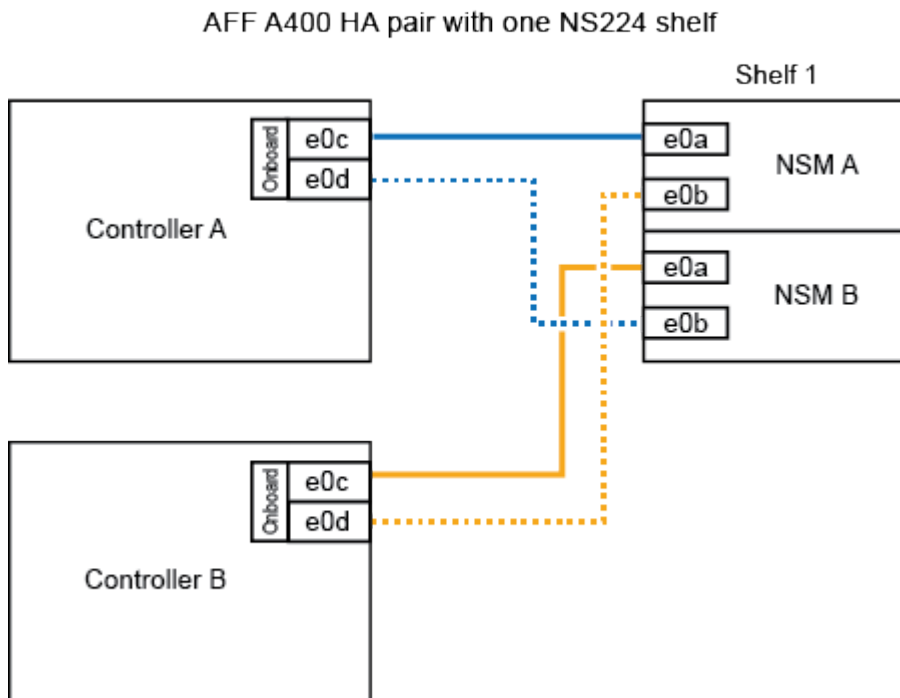 AFF A400 HA pair with one NS224 shelf
Shelf 1
Onboard
e0c
e0d
Controller A
e0a
e0b
NSM A
e0a
e0b
NSM B
Onboard
e0c
e0d
Controller B